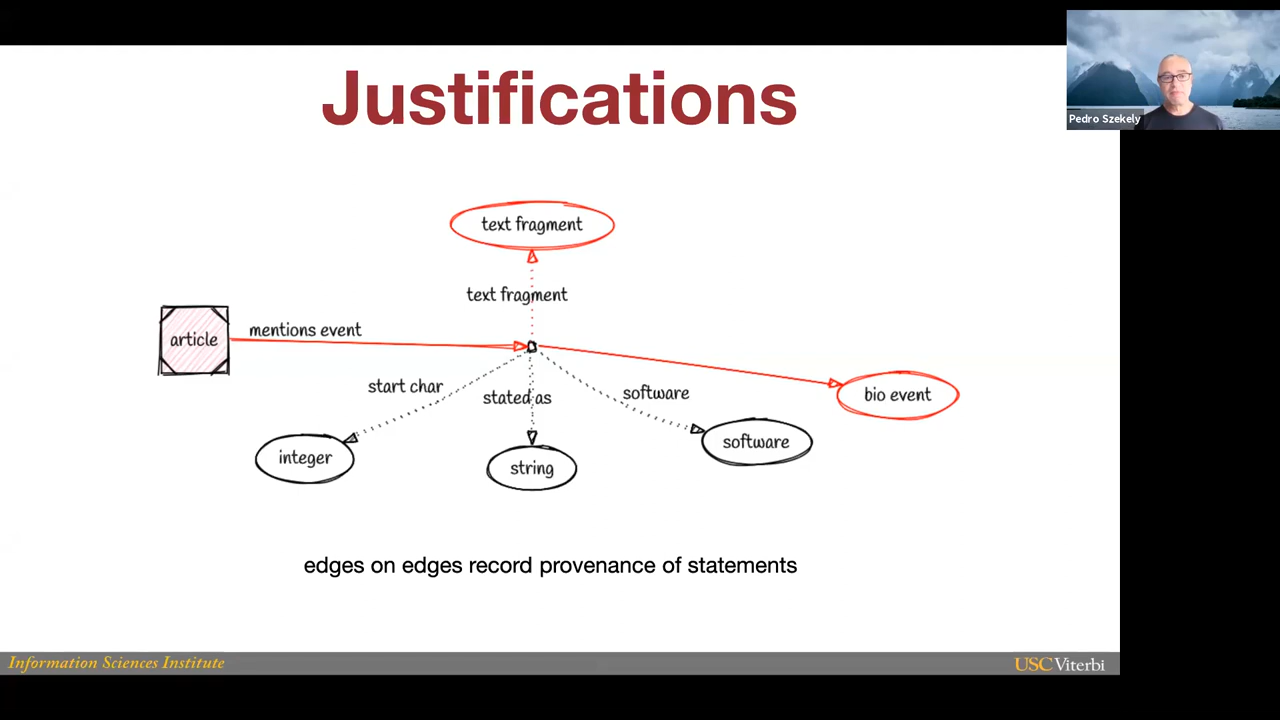 Justifications
Pedro Szekely
text fragment
text fragment
article
mentions event
start char
stated as
software
bio event
integer
string
software
edges on edges record provenance of statements
Information Sciences Institute
USC Viterbi